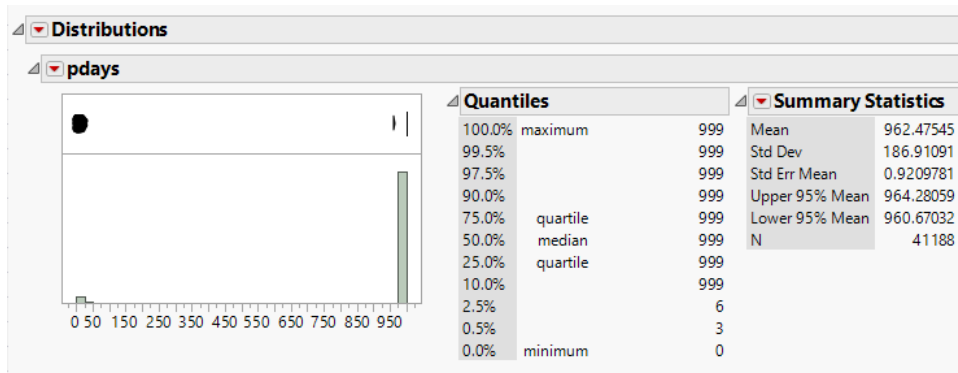 Distributions
pdays
0 50 150 250 350 450 550 650 750 850 950
Quantiles
100.0% maximum 999
99.5% 999
97.5% 999
90.0% 999
75.0% quartile 999
50.0% median 999
25.0% quartile 999
10.0% 999
2.5% 6
0.5% 3
0.0% minimum 0
Summary Statistics
Mean 962.47545
Std Dev 186.91091
Std Err Mean 0.9209781
Upper 95% Mean 964.28059
Lower 95% Mean 960.67032
N 41188